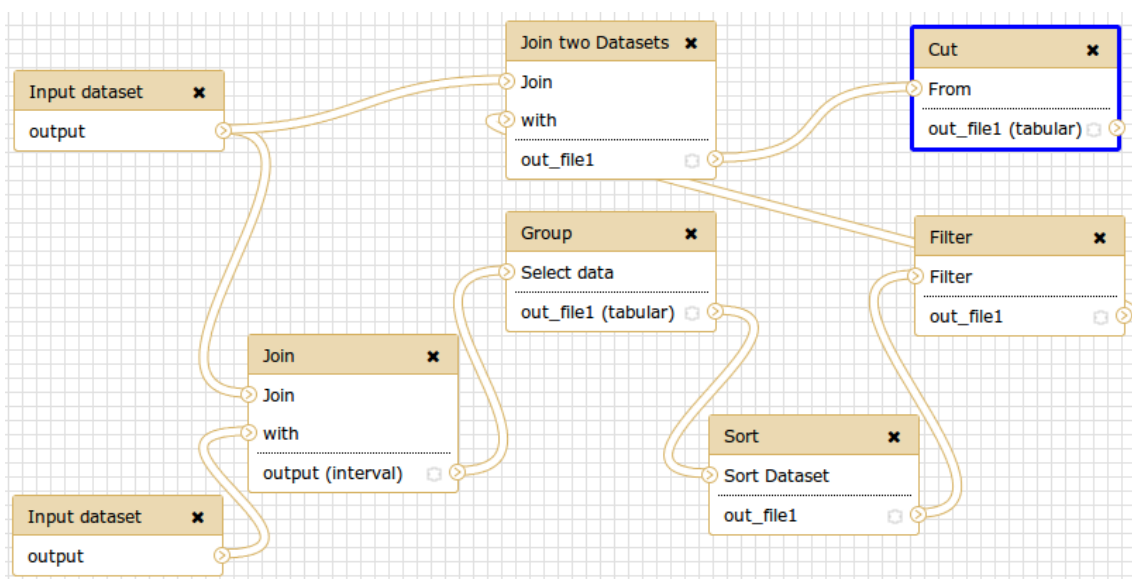 Input dataset
output
Join two Datasets
Join
with
out_file1
Cut
From
out_file1 (tabular)
Group
Select data
out_file1 (tabular)
Filter
Filter
out_file1
Join
Join
with
output (interval)
Sort
Sort Dataset
out_file1
Input dataset
output